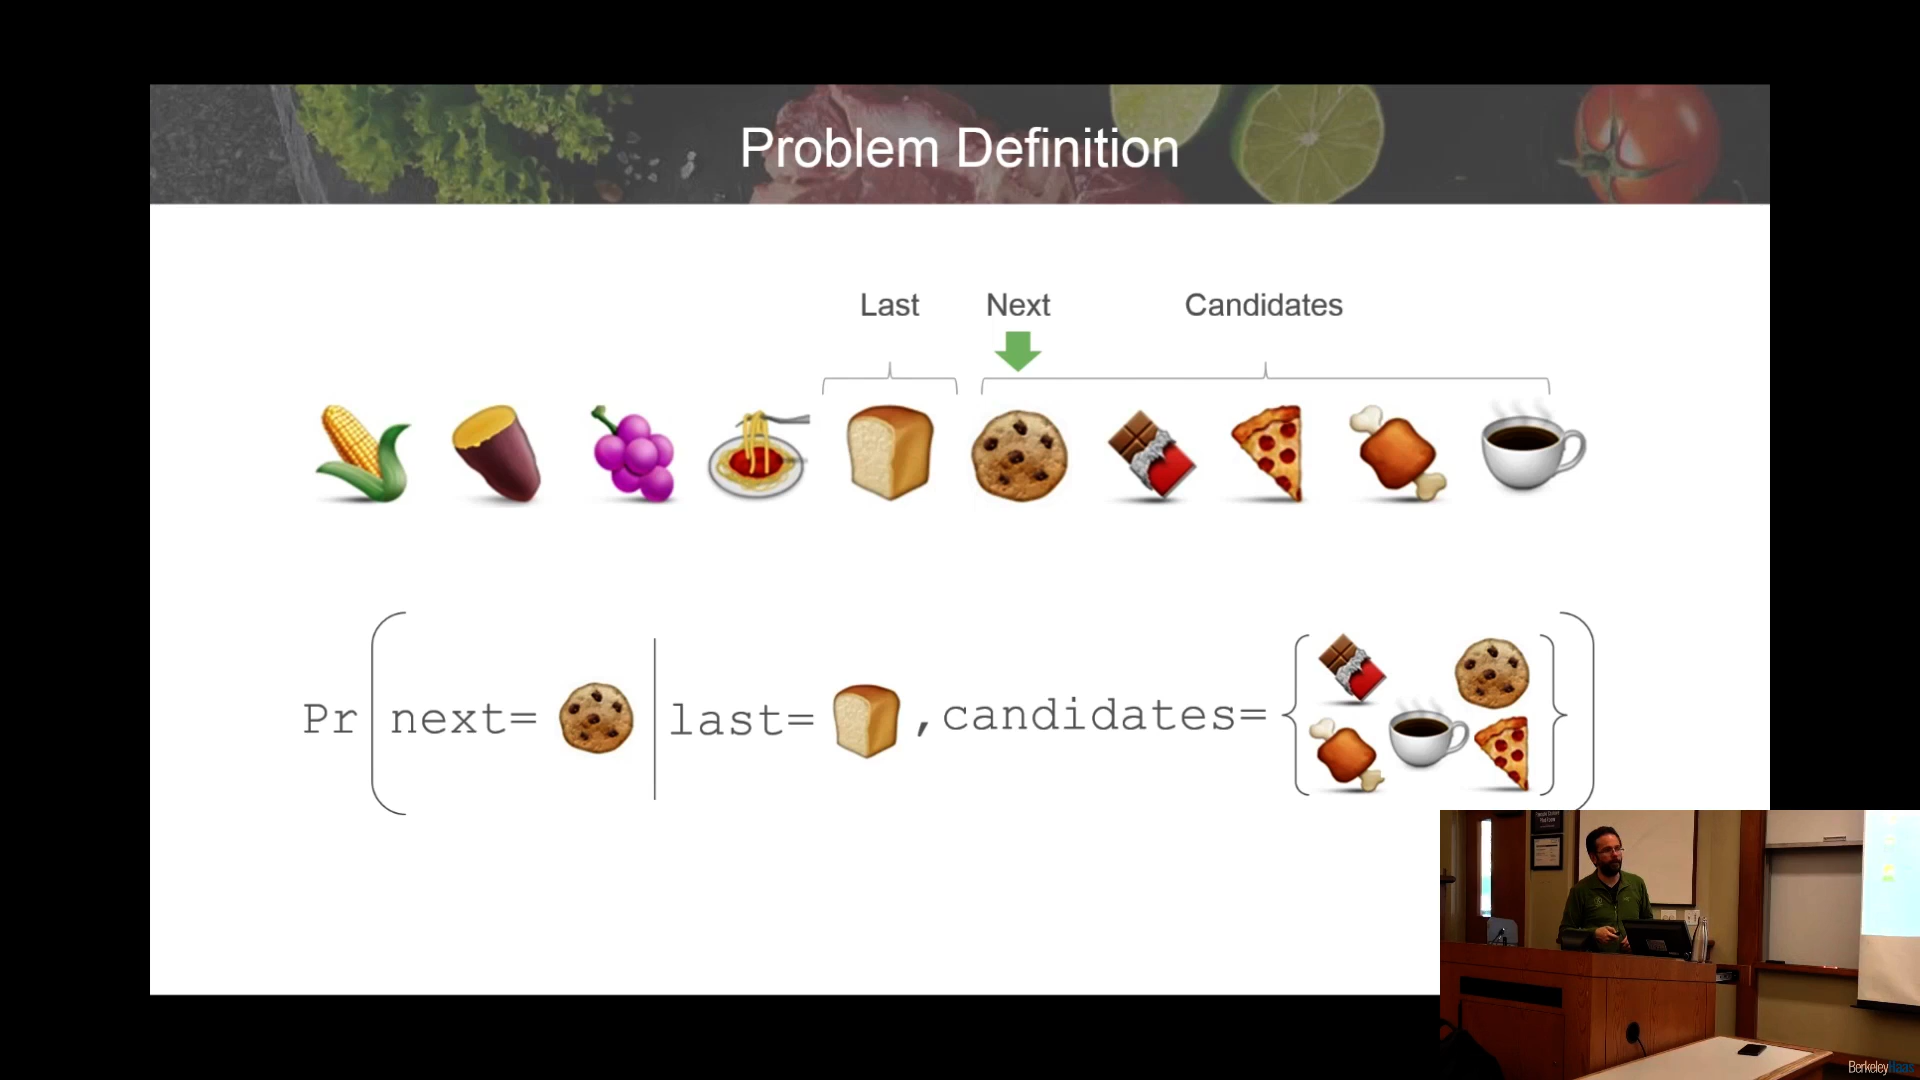 Problem Definition
Last Next Candidates
Pr next= last= ,candidates=
BerkeleyHaas